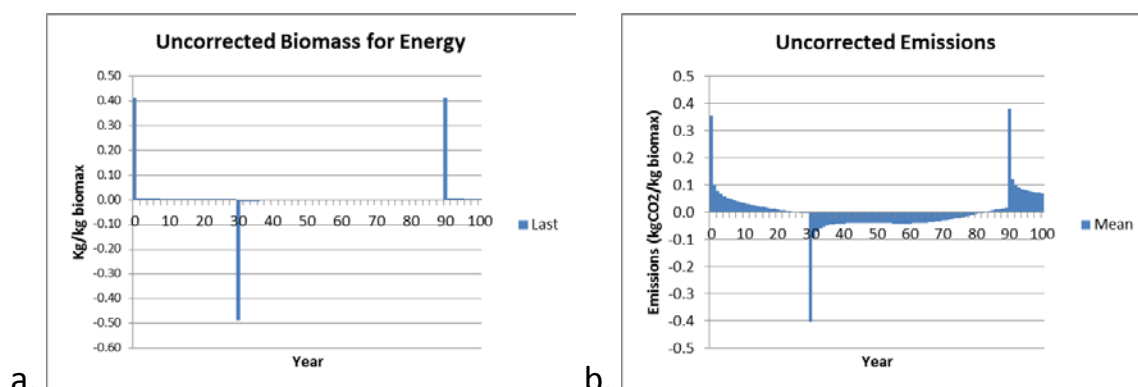 Uncorrected Biomass for Energy
0.50
0.40
0.30
0.20
0.10
0.00
-0.10
-0.20
-0.30
-0.40
-0.50
-0.60
Kg/kg biomax
0 10 20 30 40 50 60 70 80 90 100
Last
Year
a.
Uncorrected Emissions
0.5
0.4
0.3
0.2
0.1
0.0
-0.1
-0.2
-0.3
-0.4
-0.5
Emissions (kgCO2/kg biomax)
0 10 20 30 40 50 60 70 80 90 100
Mean
Year
b.